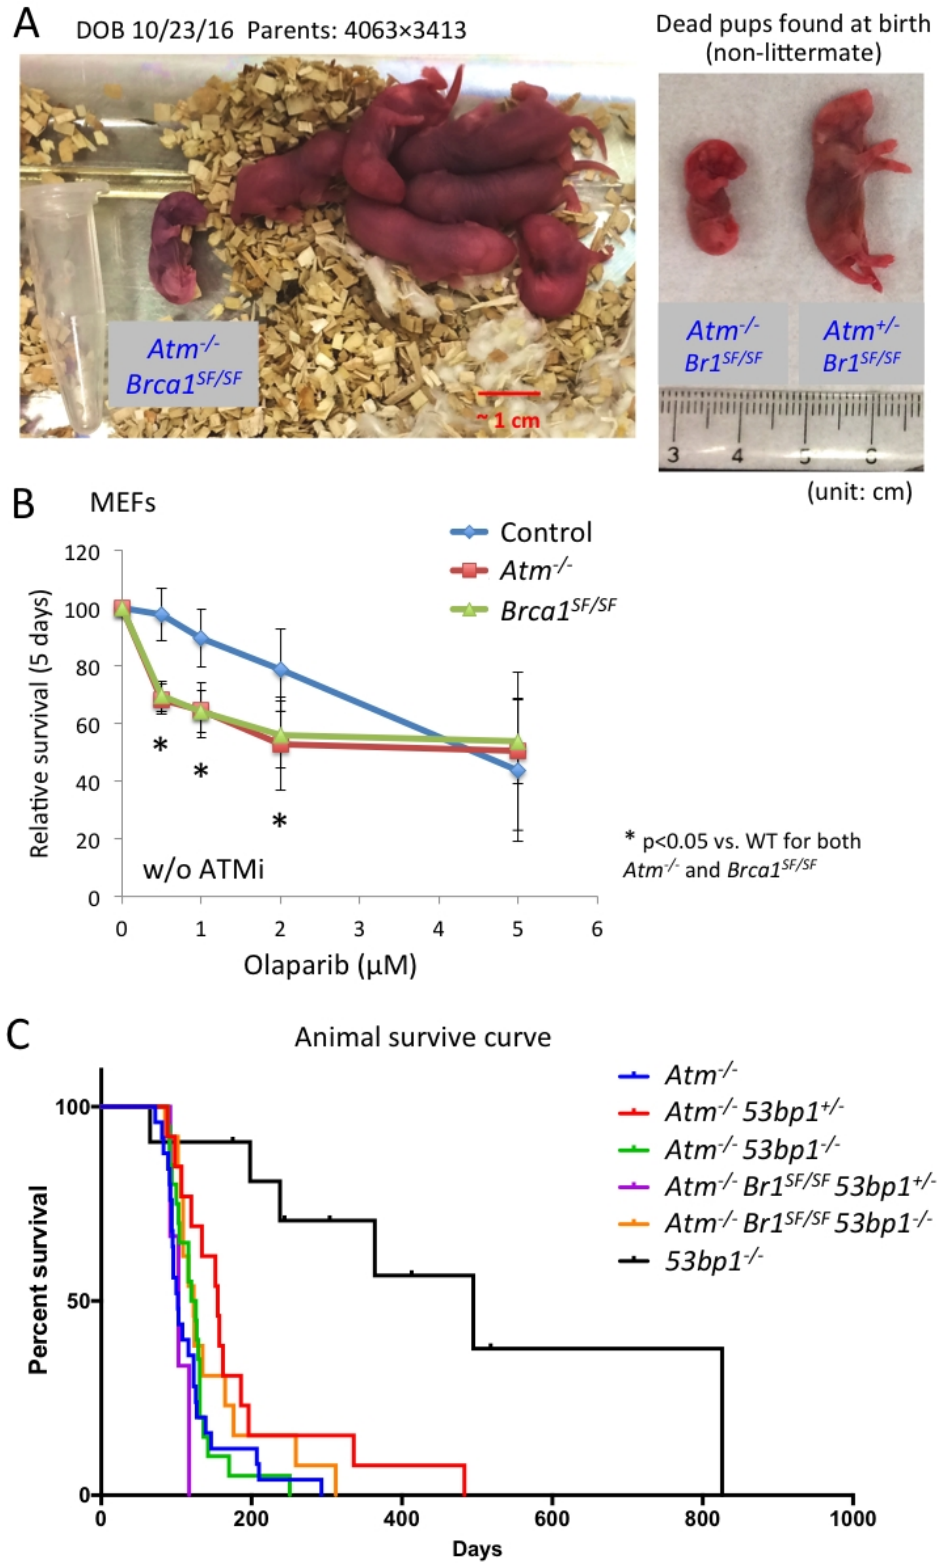 A
DOB 10/23/16 Parents: 4063×3413
Dead pups found at birth
(non-littermate)
Atm-/-
Brca1SF/SF
~ 1 cm
Atm-/-
Br1SF/SF
Atm+/-
Br1SF/SF
3 4 5 6
(unit: cm)
B
MEFs
Control
Atm-/-
Brca1SF/SF
Relative survival (5 days)
120
100
80
60
40
20
0
*
*
*
w/o ATMi
* p<0.05 vs. WT for both
Atm-/- and Brca1SF/SF
0 1 2 3 4 5 6
Olaparib (μM)
C
Animal survive curve
Atm-/-
Atm-/- 53bp1+/-
Atm-/- 53bp1-/-
Atm-/- Br1SF/SF 53bp1+/-
Atm-/- Br1SF/SF 53bp1-/-
53bp1-/-
Percent survival
100
50
0
0 200 400 600 800 1000
Days